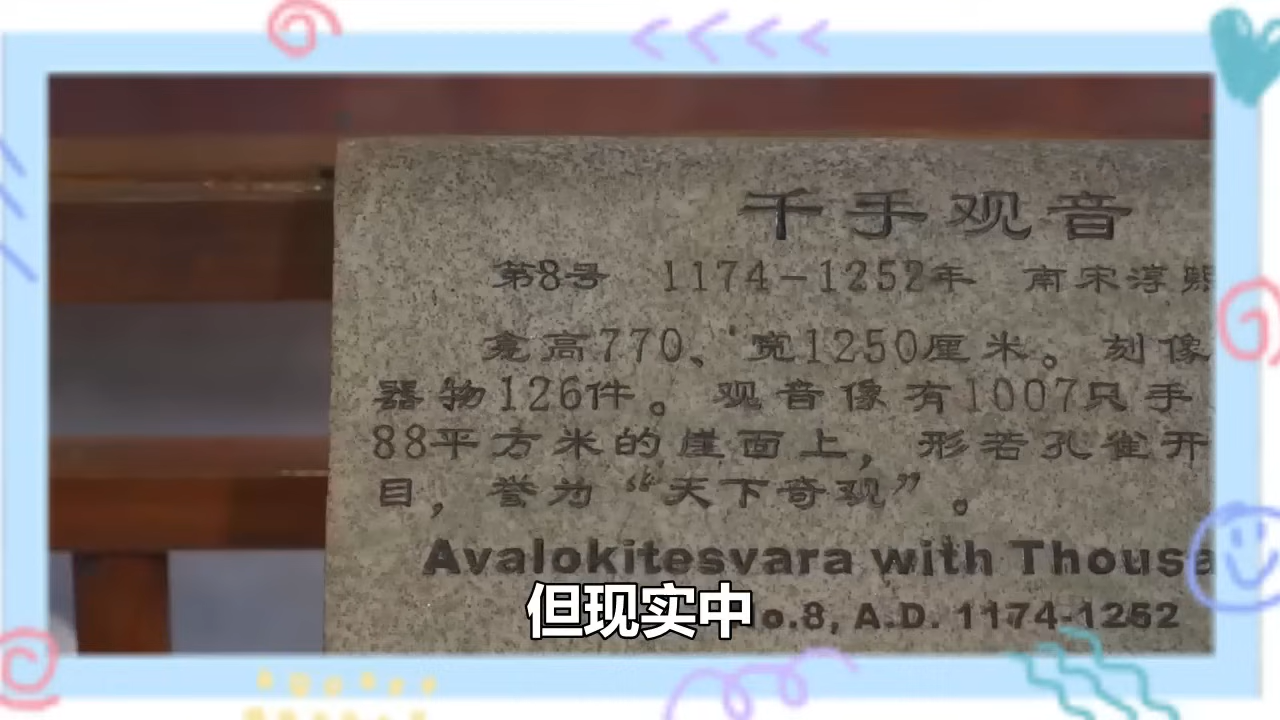 千手观音
第8号 1174-1252年 南宋淳熙
龛高770、宽1250厘米。刻像
器物126件。观音像有1007只手
88平方米的崖面上，形若孔雀开
目，誉为“天下奇观”。
Avalokitesvara with Thousa
o.8, A.D. 1174-1252
但现实中